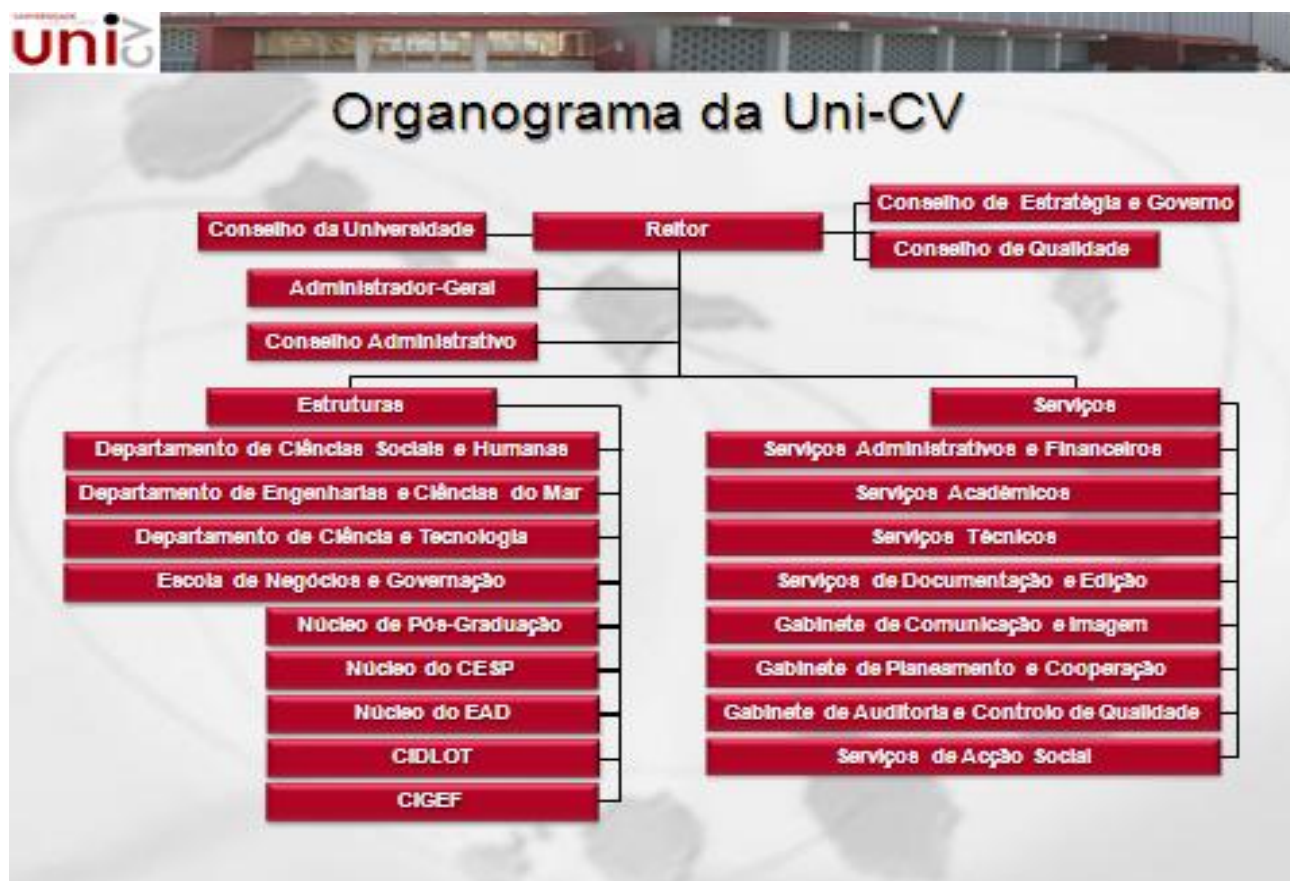 UNIVERSIDADE
uni
CV
Organograma da Uni-CV
Conselho de Estratégia e Governo
Conselho da Universidade
Reitor
Conselho de Qualidade
Administrador-Geral
Conselho Administrativo
Estruturas
Departamento de Ciências Sociais e Humanas
Departamento de Engenharias e Ciências do Mar
Departamento de Ciência e Tecnologia
Escola de Negócios e Governação
Núcleo de Pós-Graduação
Núcleo do CESP
Núcleo do EAD
CIDLOT
CIGEF
Serviços
Serviços Administrativos e Financeiros
Serviços Académicos
Serviços Técnicos
Serviços de Documentação e Edição
Gabinete de Comunicação e Imagem
Gabinete de Planeamento e Cooperação
Gabinete de Auditoria e Controlo de Qualidade
Serviços de Acção Social